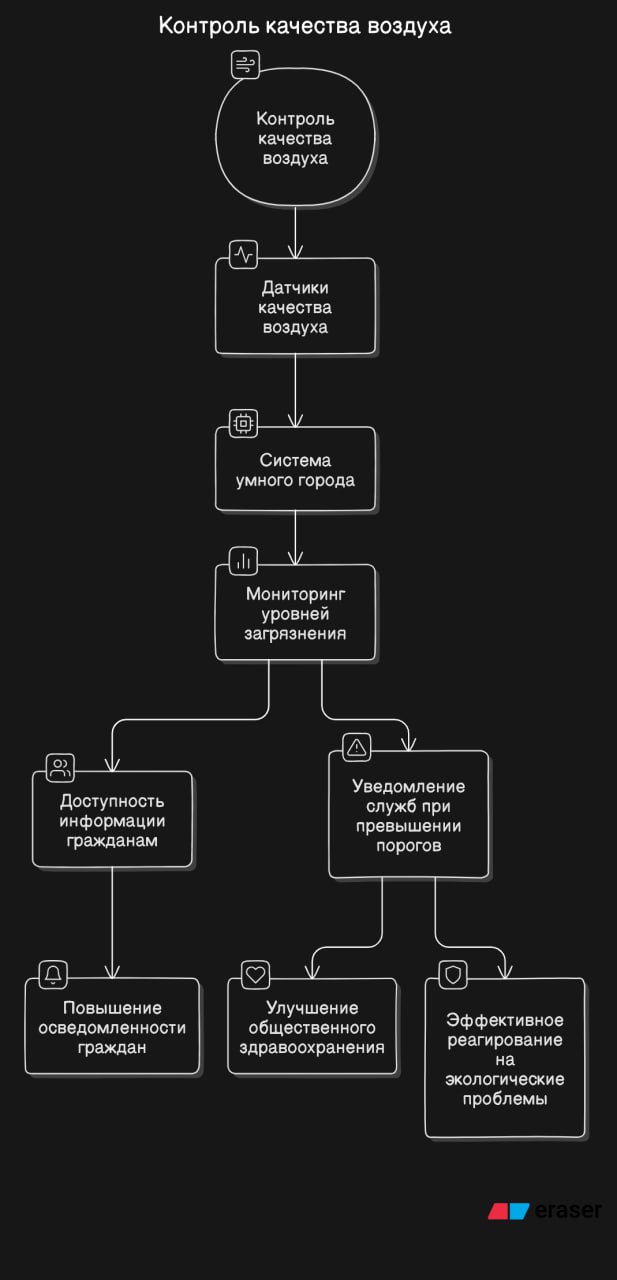 Контроль качества воздуха
Контроль
качества
воздуха
Датчики
качества
воздуха
Система
умного города
Мониторинг
уровней
загрязнения
Доступность
информации
гражданам
Уведомление
служб при
превышении
порогов
Повышение
осведомленности
граждан
Улучшение
общественного
здравоохранения
Эффективное
реагирование
на
экологические
проблемы
eraser